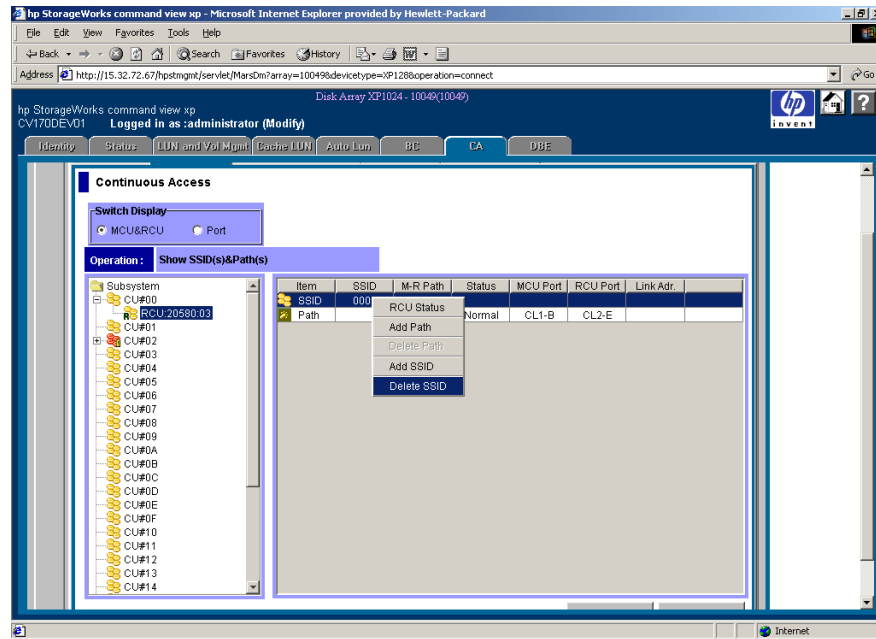 hp StorageWorks command view xp - Microsoft Internet Explorer provided by Hewlett-Packard
File Edit View Favorites Tools Help
Back Search Favorites History
Address http://15.32.72.67/hpstmgmt/servlet/MarsDm?array=10049&devicetype=XP128&operation=connect Go
Disk Array XP1024 - 10049(10049)
hp StorageWorks command view xp
CV170DEV01 Logged in as :administrator (Modify)
hp invent
?
Identity Status LUN and Vol Mgmt Cache LUN Auto Lun BC CA DBE
Continuous Access
Switch Display
MCU&RCU Port
Operation : Show SSID(s)&Path(s)
Subsystem
CU#00
RCU:20580:03
CU#01
CU#02
CU#03
CU#04
CU#05
CU#06
CU#07
CU#08
CU#09
CU#0A
CU#0B
CU#0C
CU#0D
CU#0E
CU#0F
CU#10
CU#11
CU#12
CU#13
CU#14
Item SSID M-R Path Status MCU Port RCU Port Link Adr.
SSID 000
Path Normal CL1-B CL2-E
RCU Status
Add Path
Delete Path
Add SSID
Delete SSID
Internet